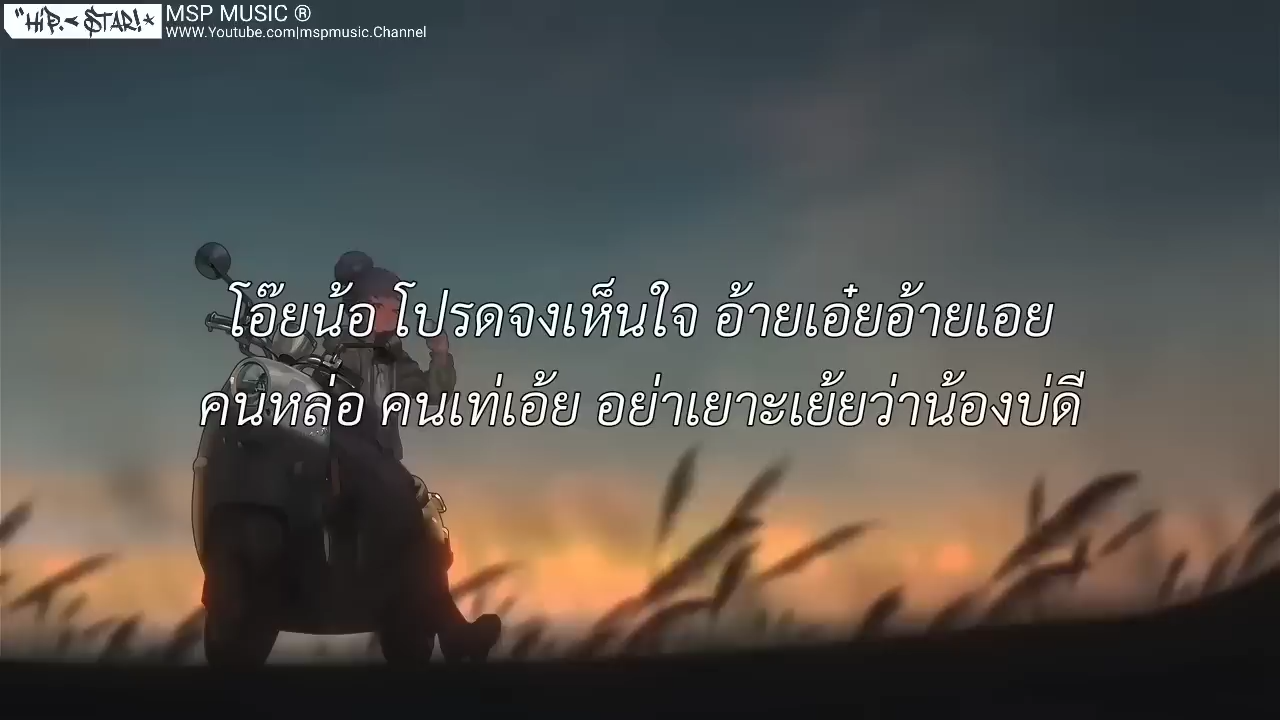 "HIP.< STAR!*
MSP MUSIC ®
WWW.Youtube.com|mspmusic.Channel
โอ๊ยน้อ โปรดจงเห็นใจ อ้ายเอ๋ยอ้ายเอย
คนหล่อ คนเท่เอ้ย อย่าเยาะเย้ยว่าน้องบ่ดี